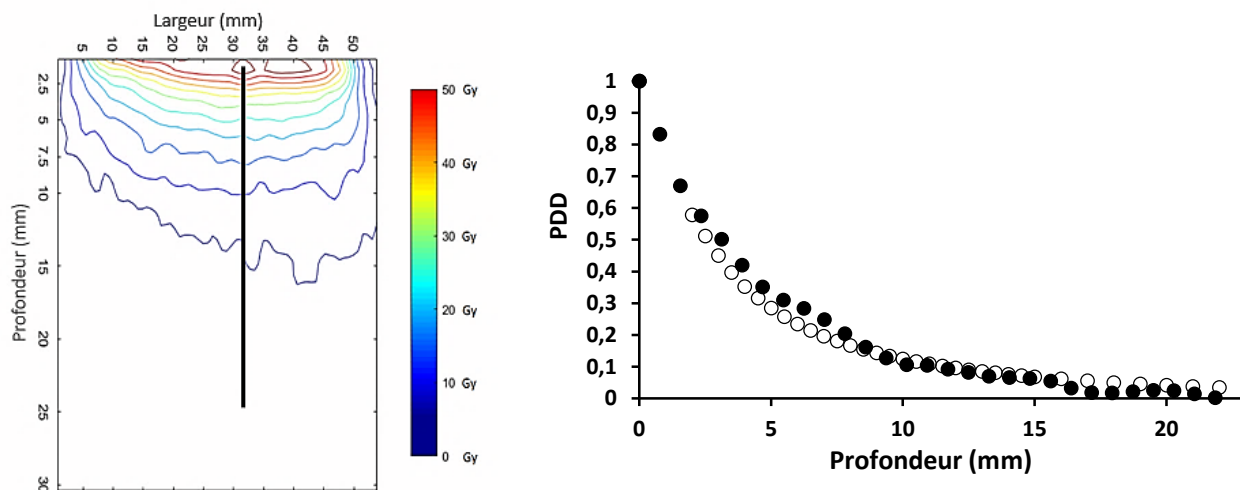 Largeur (mm)
5 10 15 20 25 30 35 40 45 50
2.5
5
7.5
10
15
20
25
30
Profondeur (mm)
50 Gy
40 Gy
30 Gy
20 Gy
10 Gy
0 Gy
1
0,9
0,8
0,7
0,6
0,5
0,4
0,3
0,2
0,1
0
PDD
0 5 10 15 20
Profondeur (mm)